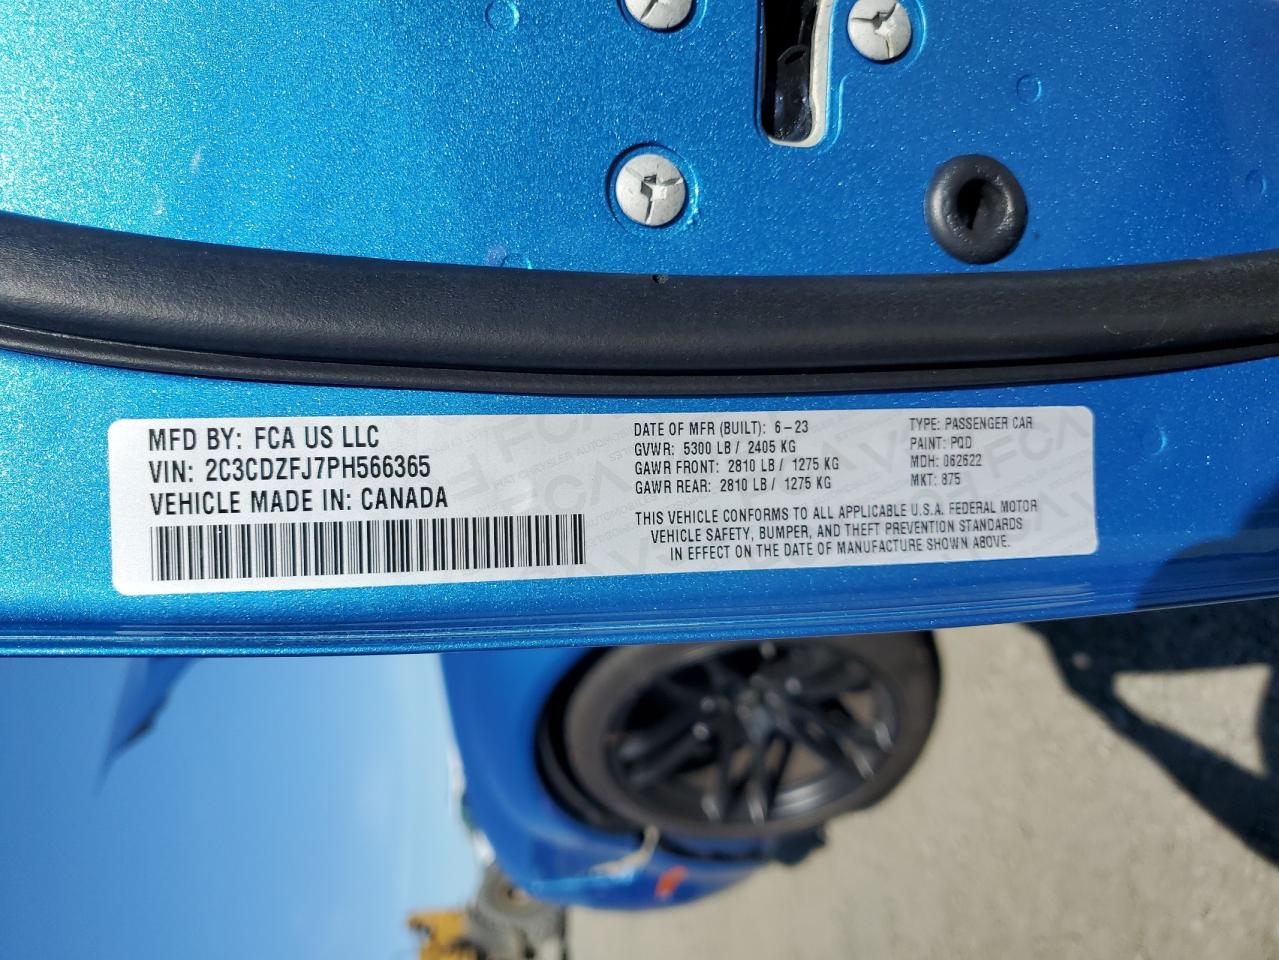 MFD BY: FCA US LLC
VIN: 2C3CDZFJ7PH566365
VEHICLE MADE IN: CANADA
DATE OF MFR (BUILT): 6-23
GVWR: 5300 LB / 2405 KG
GAWR FRONT: 2810 LB / 1275 KG
GAWR REAR: 2810 LB / 1275 KG
TYPE: PASSENGER CAR
PAINT: PQD
MDH: 062622
MKT: 875
THIS VEHICLE CONFORMS TO ALL APPLICABLE U.S.A. FEDERAL MOTOR
VEHICLE SAFETY, BUMPER, AND THEFT PREVENTION STANDARDS
IN EFFECT ON THE DATE OF MANUFACTURE SHOWN ABOVE.